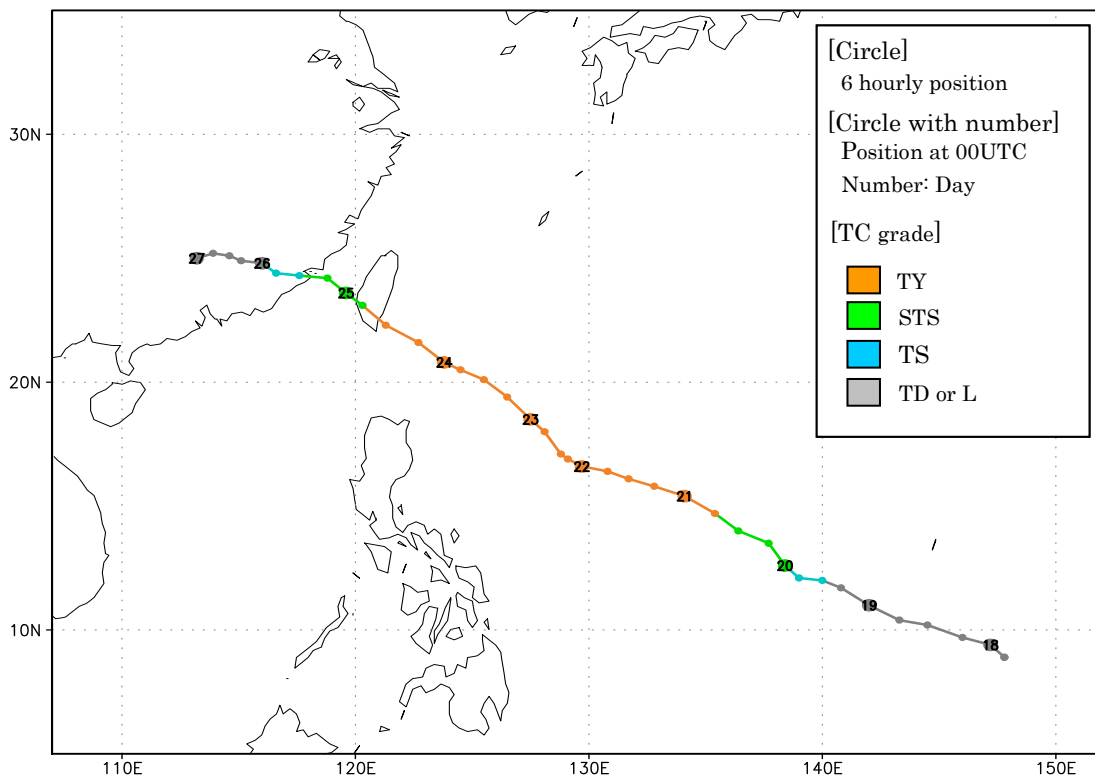 [Circle]
6 hourly position
[Circle with number]
Position at 00UTC
Number: Day
[TC grade]
TY
STS
TS
TD or L
30N
20N
10N
27
26
25
24
23
22
21
20
19
18
110E
120E
130E
140E
150E